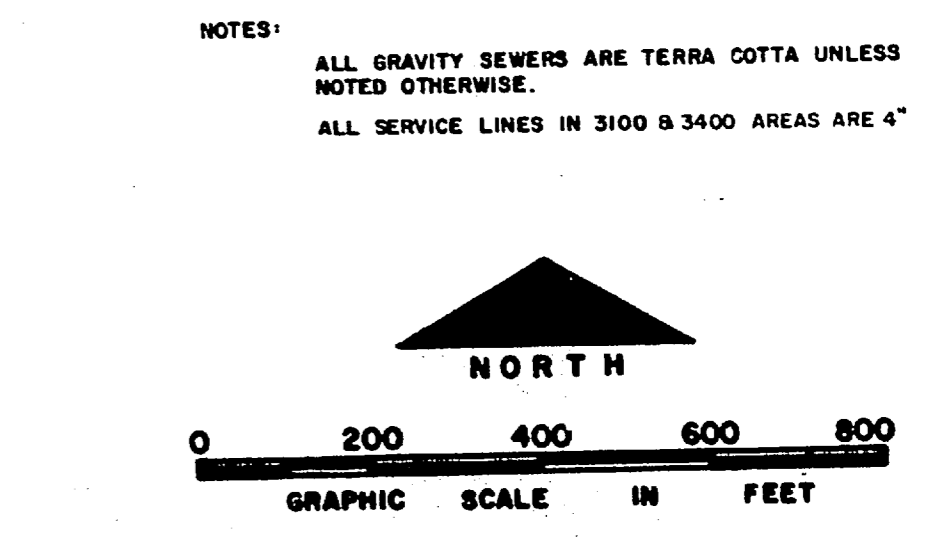 NOTES:
ALL GRAVITY SEWERS ARE TERRA COTTA UNLESS
NOTED OTHERWISE.
ALL SERVICE LINES IN 3100 & 3400 AREAS ARE 4"
NORTH
0 200 400 600 800
GRAPHIC SCALE IN FEET